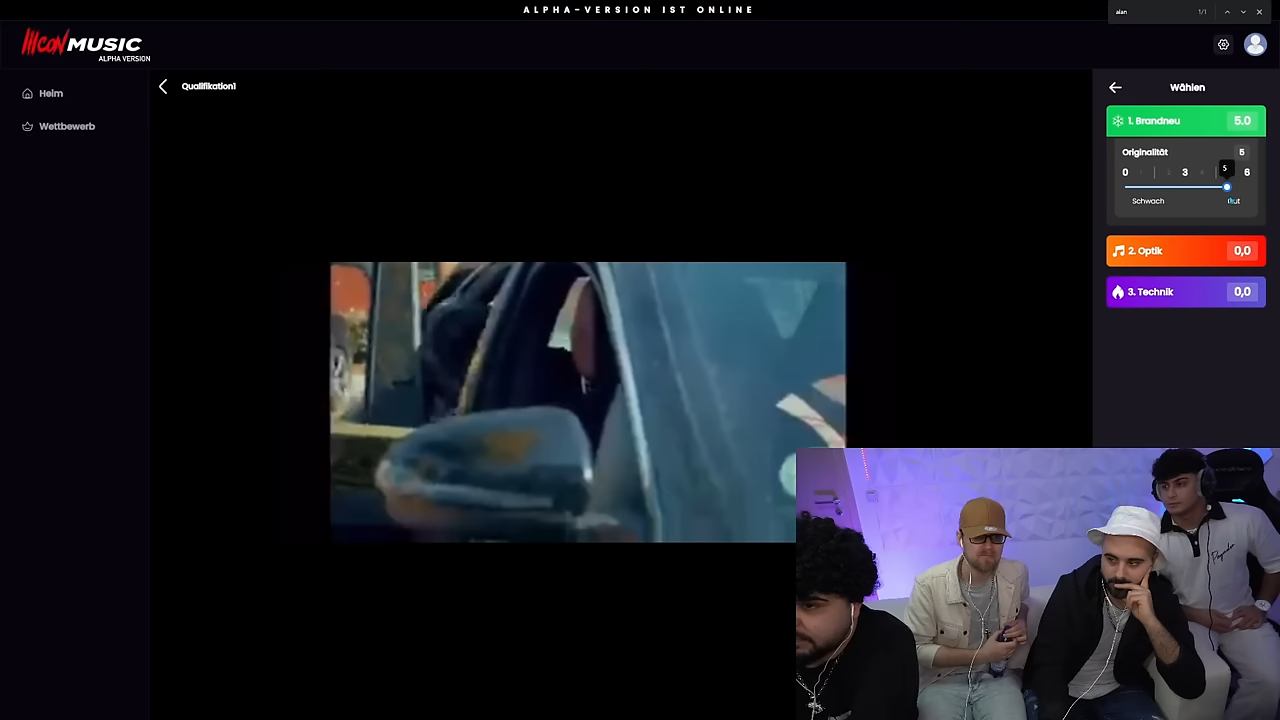 ALPHA-VERSION IST ONLINE
alan
1/1
MUSIC
ALPHA VERSION
Heim
Wettbewerb
Qualifikation1
Wählen
1. Brandneu 5.0
Originalität 5
0 3 5 6
Schwach
2. Optik 0,0
3. Technik 0,0